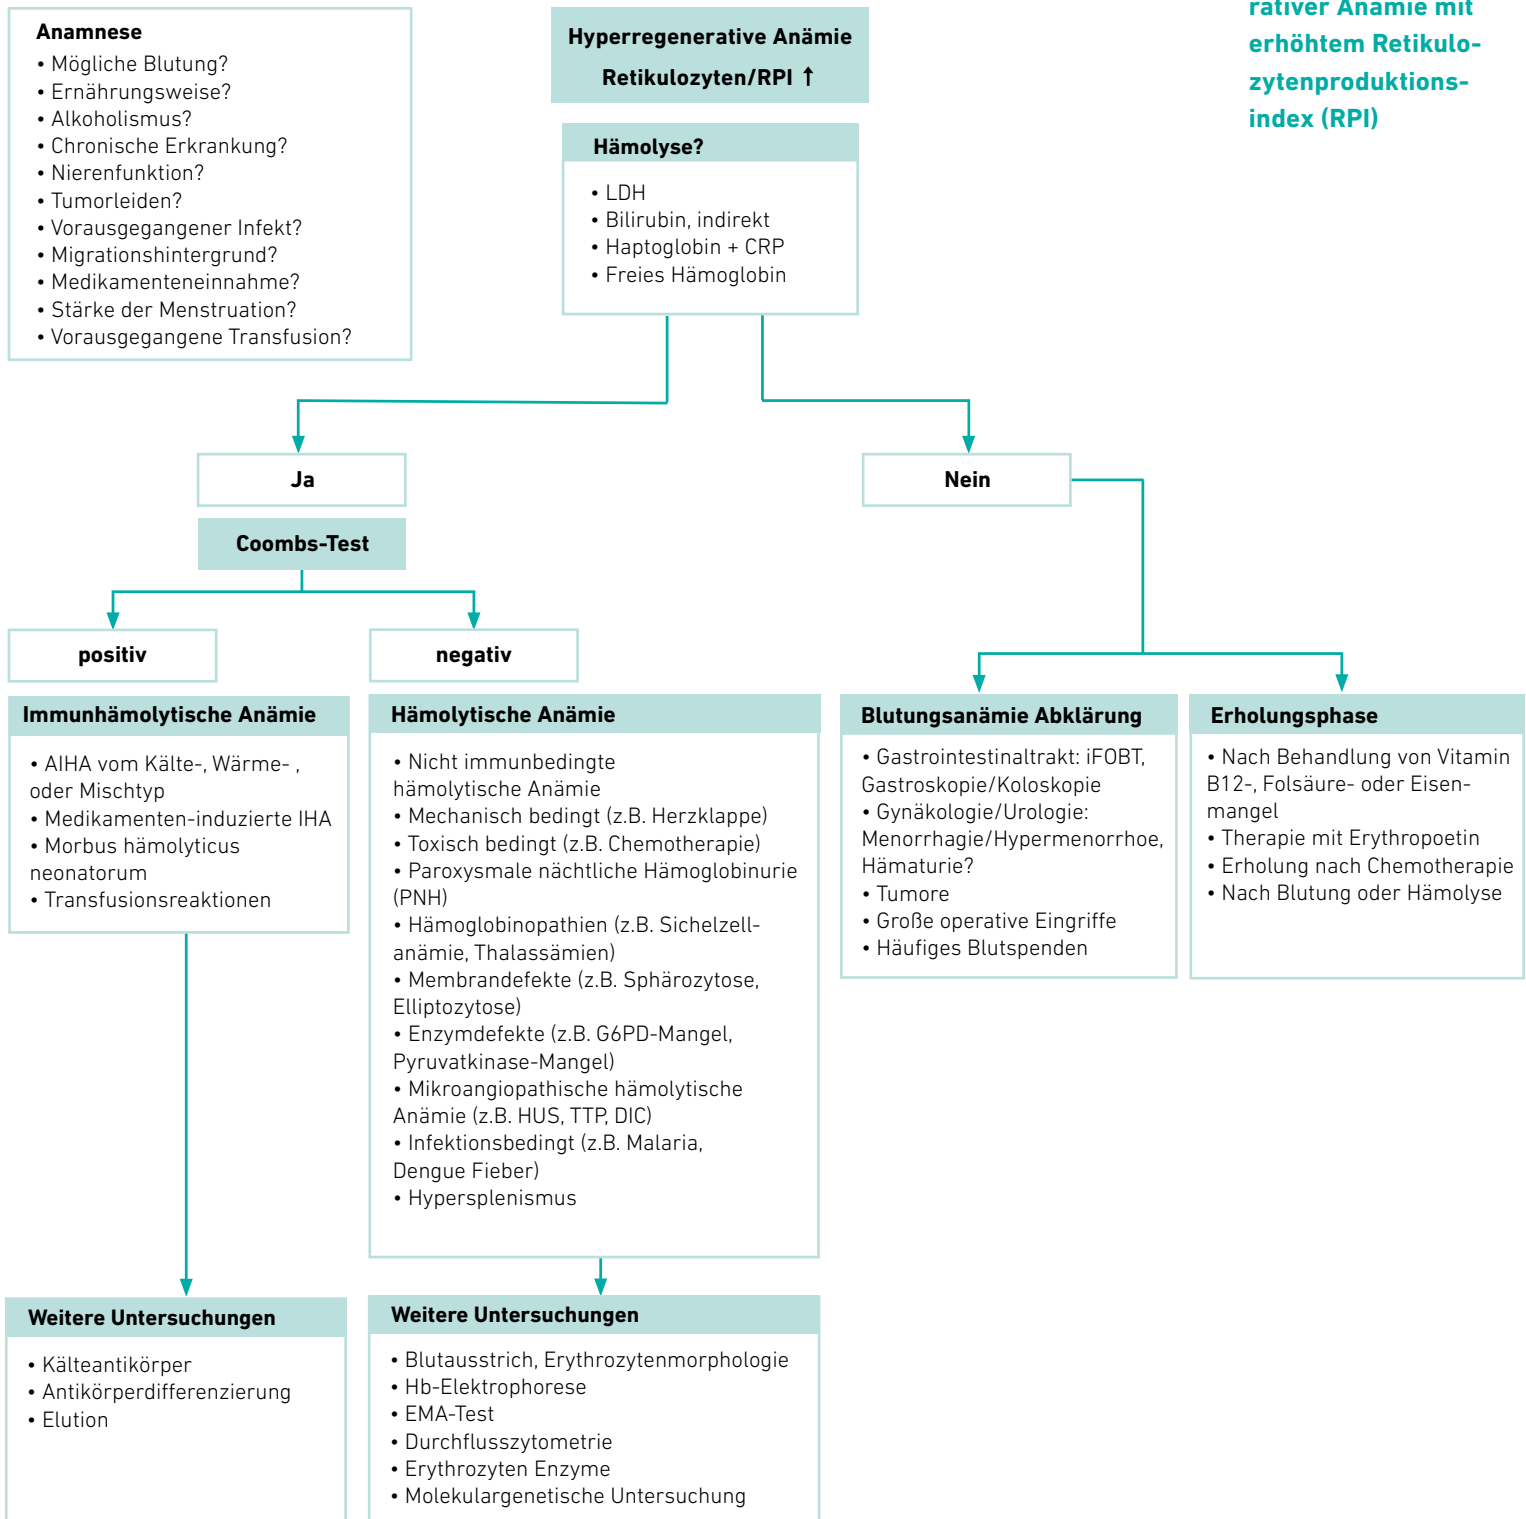 Anamnese
• Mögliche Blutung?
• Ernährungsweise?
• Alkoholismus?
• Chronische Erkrankung?
• Nierenfunktion?
• Tumorleiden?
• Vorausgegangener Infekt?
• Migrationshintergrund?
• Medikamenteneinnahme?
• Stärke der Menstruation?
• Vorausgegangene Transfusion?
Hyperregenerative Anämie
Retikulozyten/RPI ↑
rativer Anämie mit
erhöhtem Retikulo-
zytenproduktions-
index (RPI)
Hämolyse?
• LDH
• Bilirubin, indirekt
• Haptoglobin + CRP
• Freies Hämoglobin
Ja
Nein
Coombs-Test
positiv
negativ
Immunhämolytische Anämie
• AIHA vom Kälte-, Wärme- ,
oder Mischtyp
• Medikamenten-induzierte IHA
• Morbus hämolyticus
neonatorum
• Transfusionsreaktionen
Hämolytische Anämie
• Nicht immunbedingte
hämolytische Anämie
• Mechanisch bedingt (z.B. Herzklappe)
• Toxisch bedingt (z.B. Chemotherapie)
• Paroxysmale nächtliche Hämoglobinurie
(PNH)
• Hämoglobinopathien (z.B. Sichelzell-
anämie, Thalassämien)
• Membrandefekte (z.B. Sphärozytose,
Elliptozytose)
• Enzymdefekte (z.B. G6PD-Mangel,
Pyruvatkinase-Mangel)
• Mikroangiopathische hämolytische
Anämie (z.B. HUS, TTP, DIC)
• Infektionsbedingt (z.B. Malaria,
Dengue Fieber)
• Hypersplenismus
Blutungsanämie Abklärung
• Gastrointestinaltrakt: iFOBT,
Gastroskopie/Koloskopie
• Gynäkologie/Urologie:
Menorrhagie/Hypermenorrhoe,
Hämaturie?
• Tumore
• Große operative Eingriffe
• Häufiges Blutspenden
Erholungsphase
• Nach Behandlung von Vitamin
B12-, Folsäure- oder Eisen-
mangel
• Therapie mit Erythropoetin
• Erholung nach Chemotherapie
• Nach Blutung oder Hämolyse
Weitere Untersuchungen
• Kälteantikörper
• Antikörperdifferenzierung
• Elution
Weitere Untersuchungen
• Blutausstrich, Erythrozytenmorphologie
• Hb-Elektrophorese
• EMA-Test
• Durchflusszytometrie
• Erythrozyten Enzyme
• Molekulargenetische Untersuchung